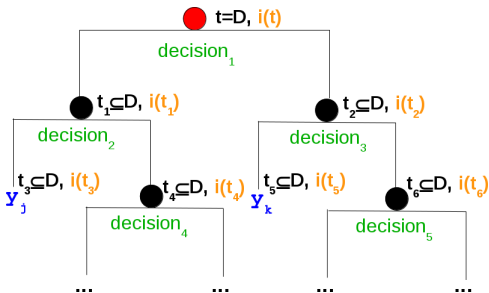 t=D, i(t)
decision₁
t₁⊆D, i(t₁) t₂⊆D, i(t₂)
decision₂ decision₃
t₃⊆D, i(t₃) t₄⊆D, i(t₄) t₅⊆D, i(t₅) t₆⊆D, i(t₆)
yⱼ yₖ
decision₄ decision₅
... ... ... ...